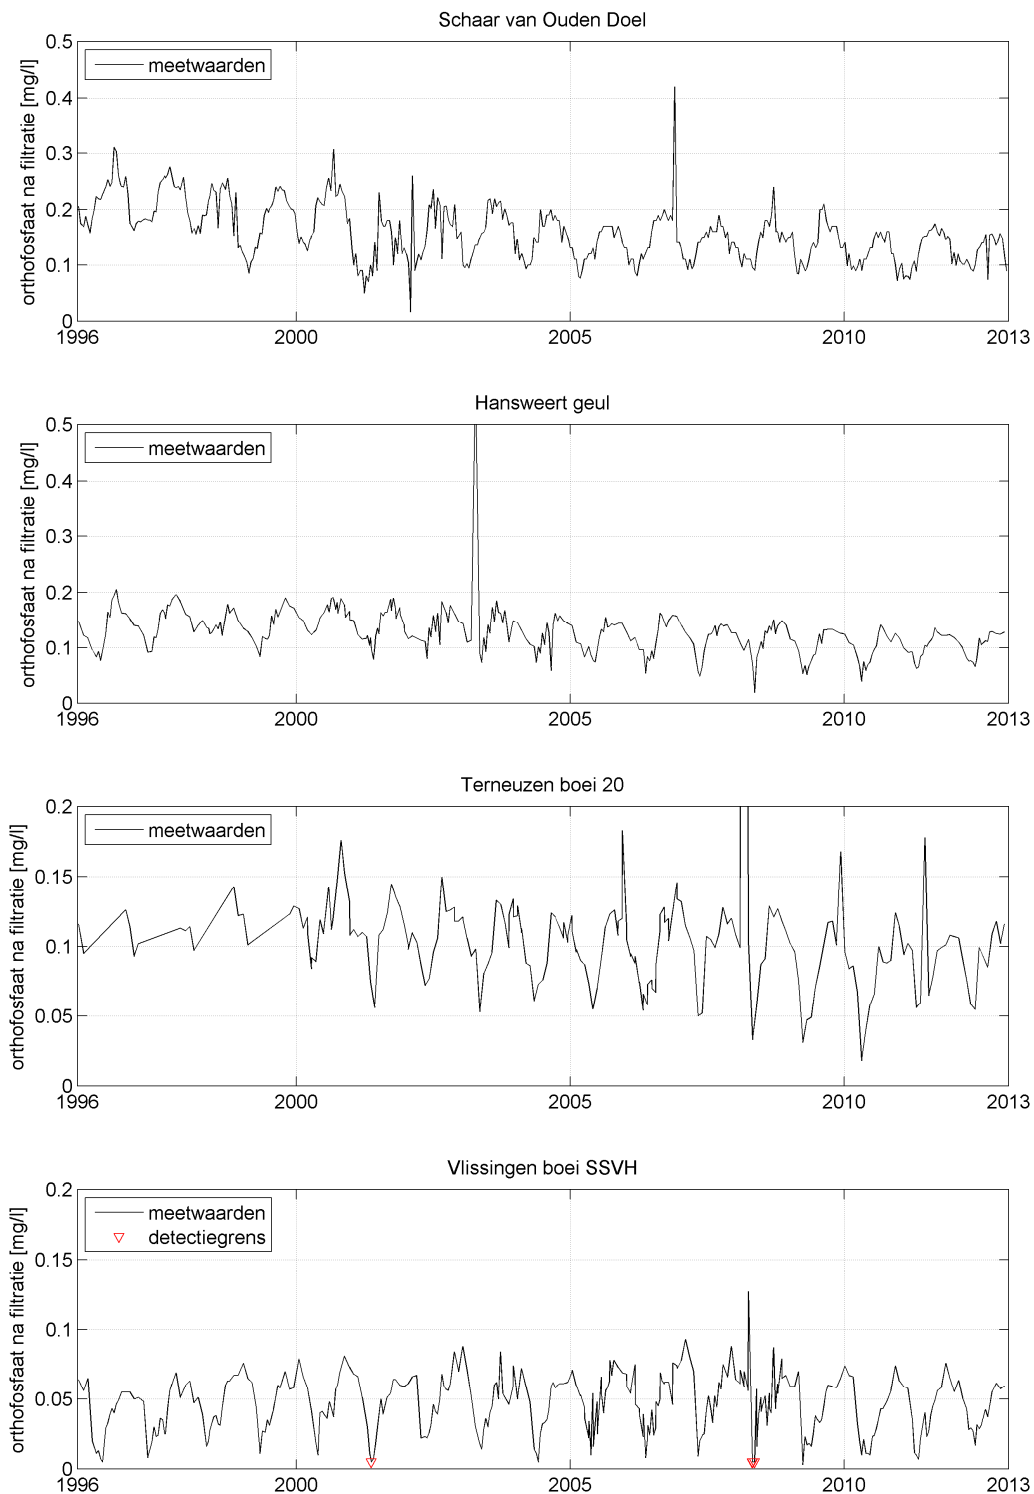 Schaar van Ouden Doel
orthofosfaat na filtratie [mg/l]
0.5
0.4
0.3
0.2
0.1
0
meetwaarden
1996 2000 2005 2010 2013
Hansweert geul
orthofosfaat na filtratie [mg/l]
0.5
0.4
0.3
0.2
0.1
0
meetwaarden
1996 2000 2005 2010 2013
Terneuzen boei 20
orthofosfaat na filtratie [mg/l]
0.2
0.15
0.1
0.05
0
meetwaarden
1996 2000 2005 2010 2013
Vlissingen boei SSVH
orthofosfaat na filtratie [mg/l]
0.2
0.15
0.1
0.05
0
meetwaarden
detectiegrens
1996 2000 2005 2010 2013